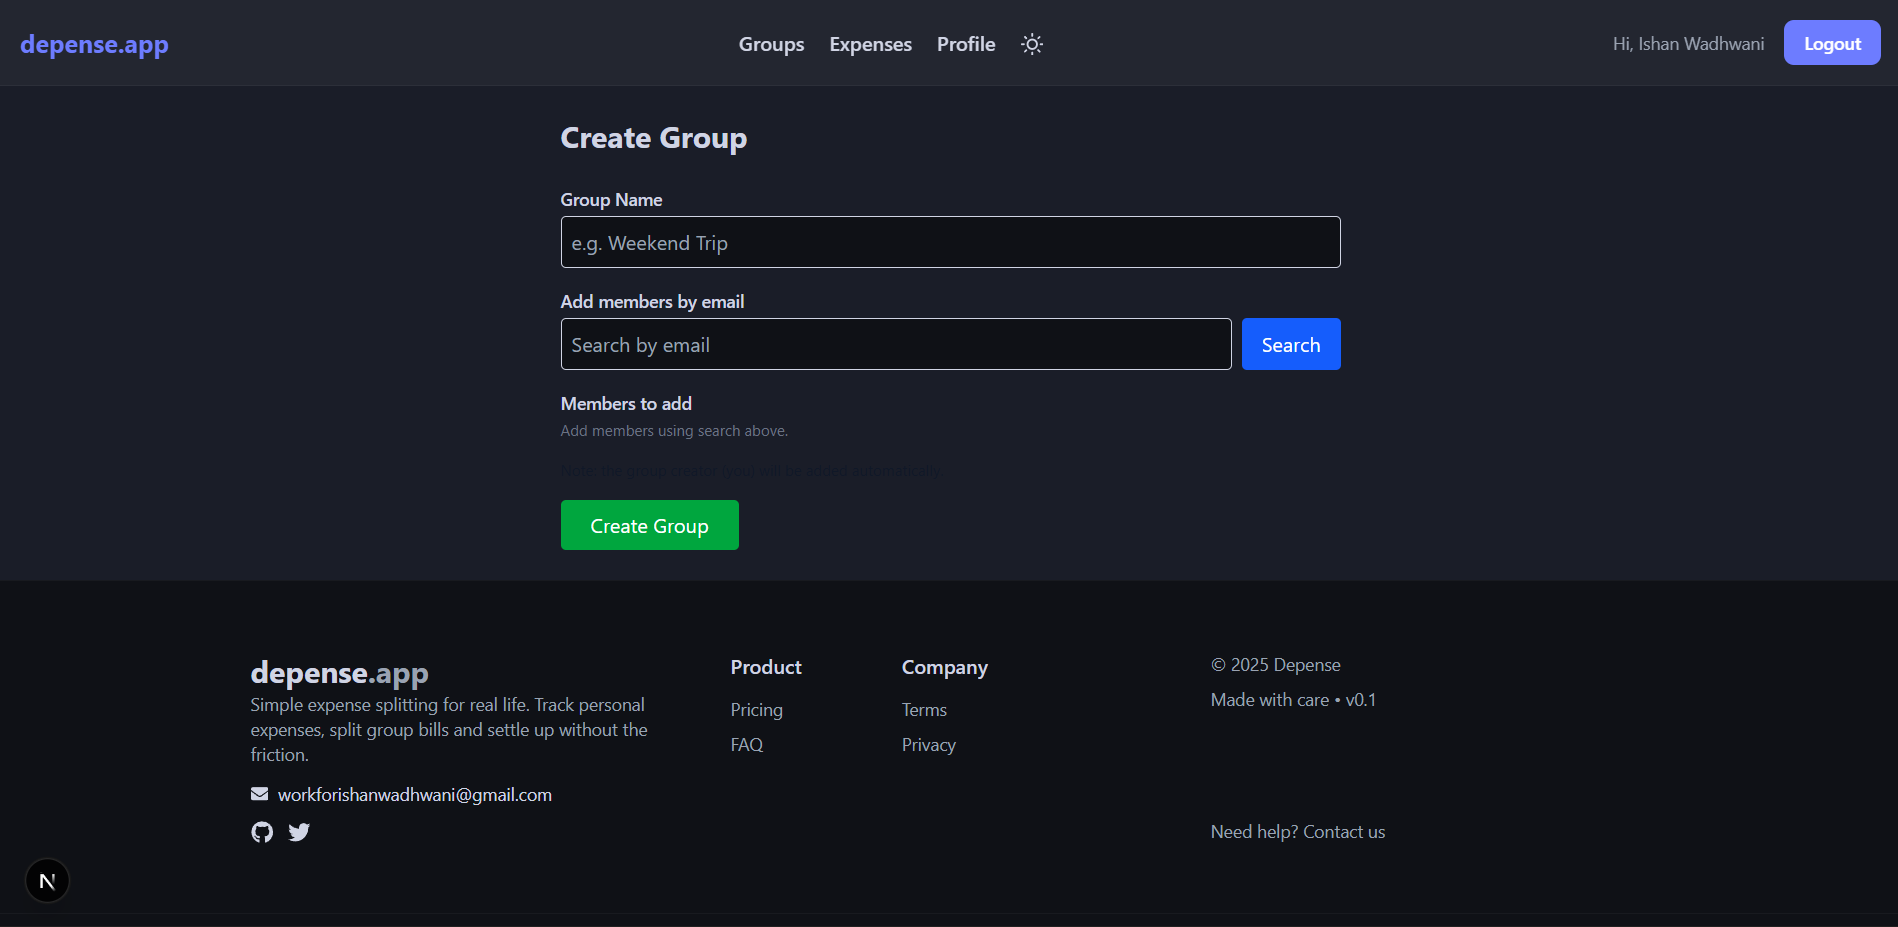 depense.app
Groups
Expenses
Profile
Hi, Ishan Wadhwani
Logout
Create Group
Group Name
e.g. Weekend Trip
Add members by email
Search by email
Search
Members to add
Add members using search above.
Note: the group creator (you) will be added automatically.
Create Group
depense.app
Simple expense splitting for real life. Track personal
expenses, split group bills and settle up without the
friction.
workforishanwadhwani@gmail.com
Product
Pricing
FAQ
Company
Terms
Privacy
© 2025 Depense
Made with care • v0.1
Need help? Contact us
N